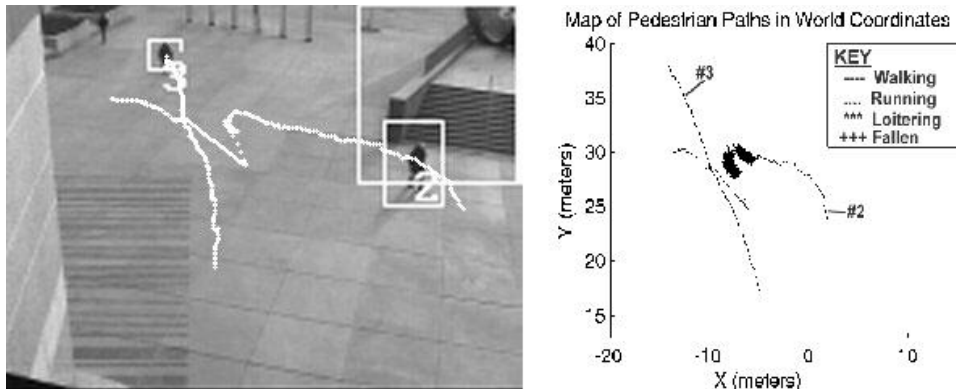 3
2
Map of Pedestrian Paths in World Coordinates
40
35
30
25
20
15
-20
-10
0
10
Y (meters)
X (meters)
#3
#2
KEY
---- Walking
.... Running
*** Loitering
+++ Fallen